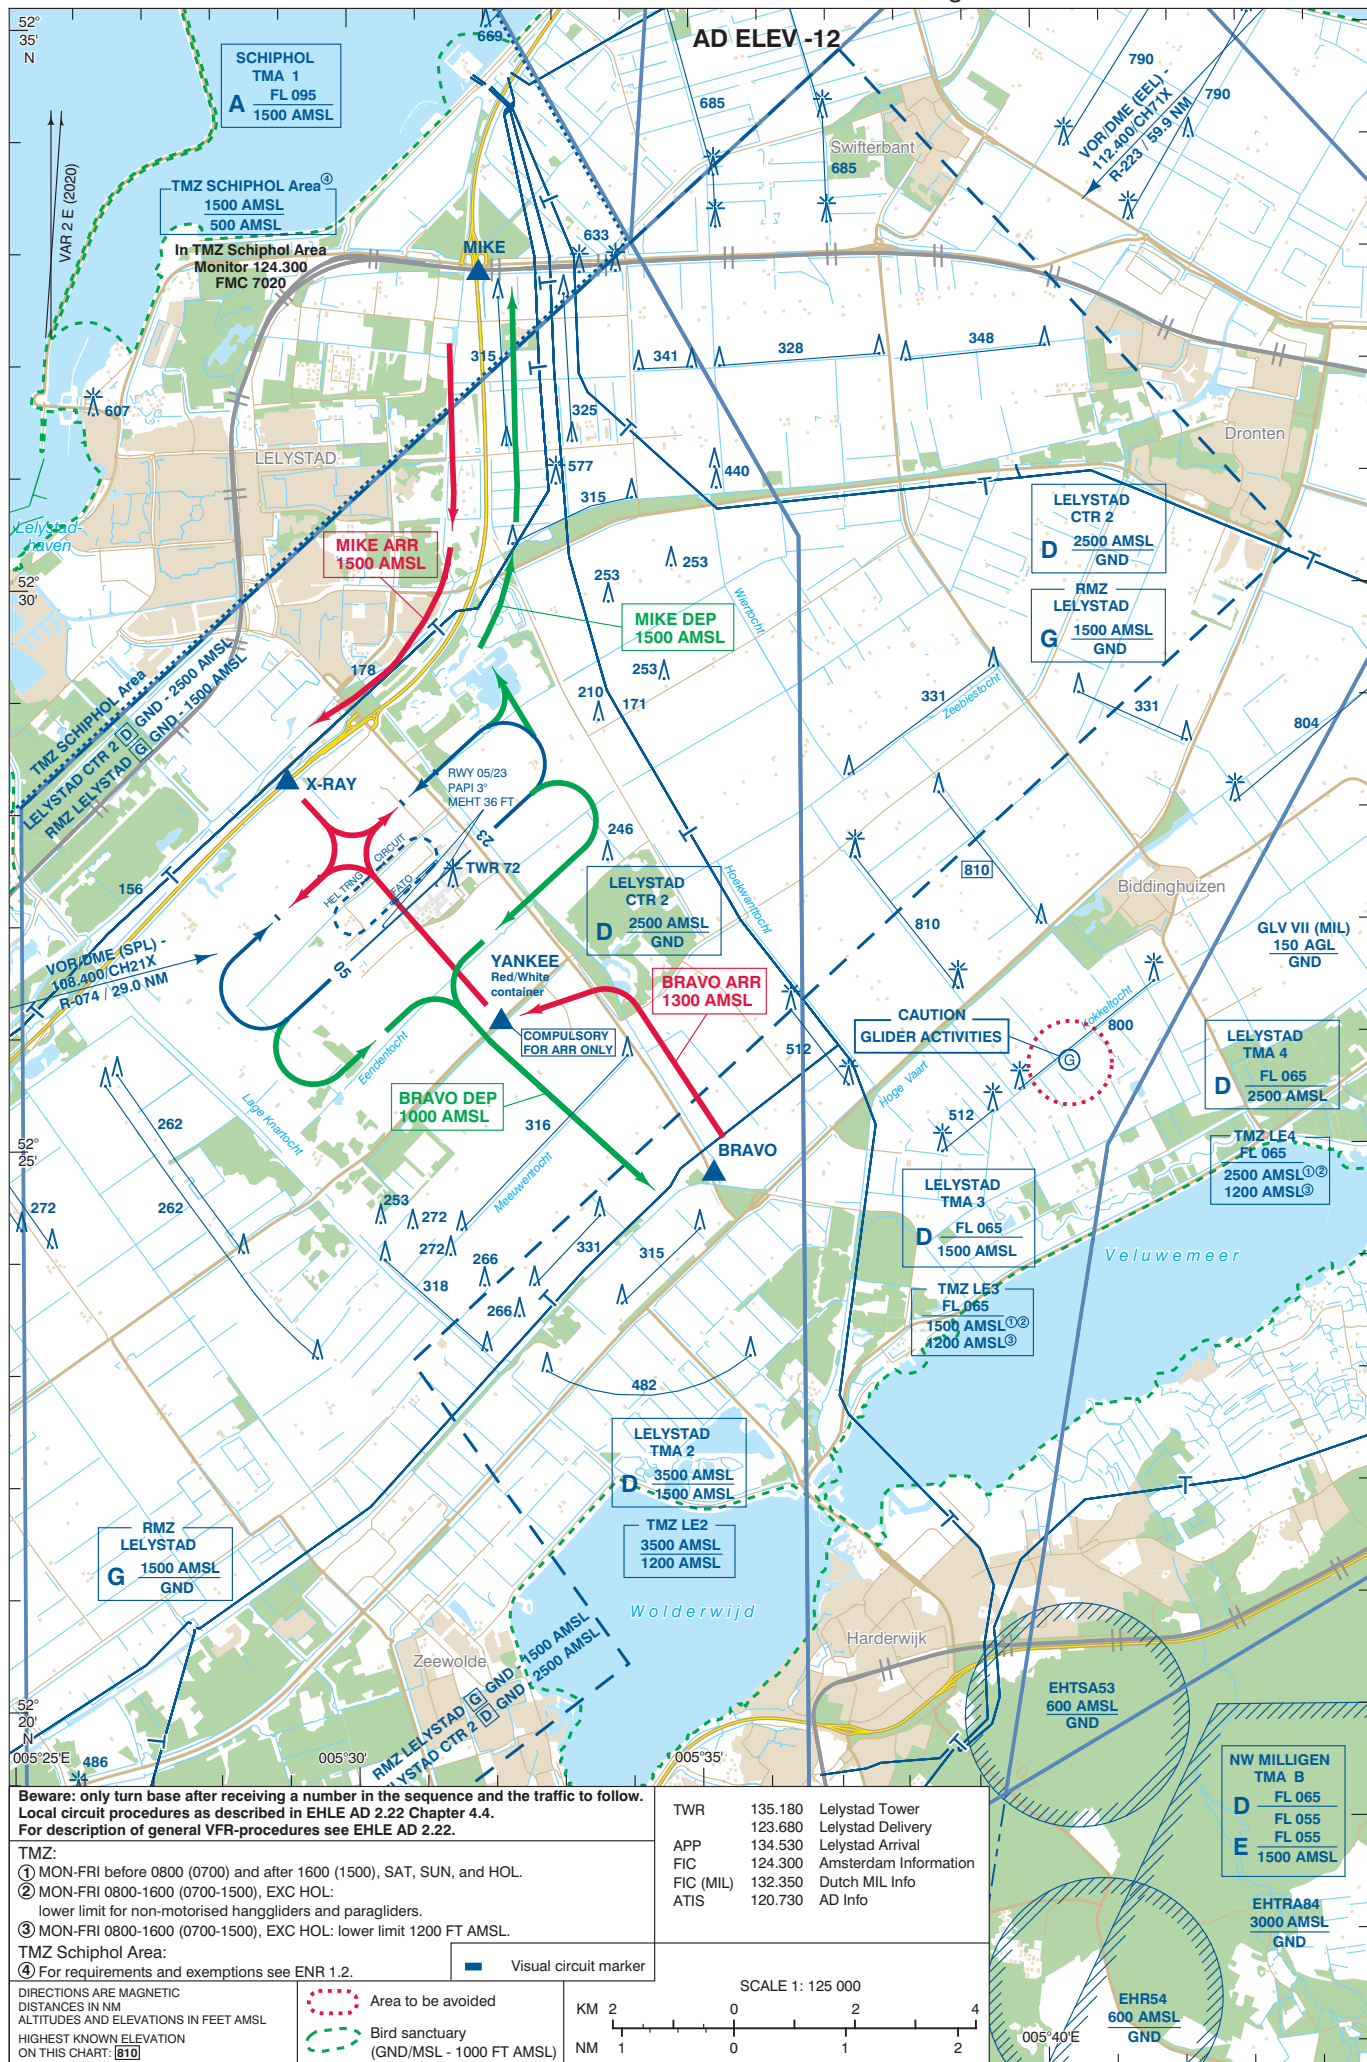 52°
35'
N
AD ELEV -12
669
SCHIPHOL
TMA 1
A FL 095
1500 AMSL
VAR 2 E (2020)
TMZ SCHIPHOL Area④
1500 AMSL
500 AMSL
In TMZ Schiphol Area
Monitor 124.300
FMC 7020
MIKE
633
685
685
Swifterbant
790
790
VOR/DME (EEL) -
112.400/CH71X
R-223 / 59.9 NM
315
341
328
348
607
325
LELYSTAD
577
315
440
Dronten
Lelystad-
haven
MIKE ARR
1500 AMSL
LELYSTAD
CTR 2
D 2500 AMSL
GND
RMZ
LELYSTAD
G 1500 AMSL
GND
52°
30'
253
253
Wiertocht
MIKE DEP
1500 AMSL
178
253
210
171
331
Zeebiestocht
331
804
TMZ SCHIPHOL Area
LELYSTAD CTR 2 D GND - 2500 AMSL
RMZ LELYSTAD G GND - 1500 AMSL
X-RAY
RWY 05/23
PAPI 3°
MEHT 36 FT
23
HEL TRNG CIRCUIT
FATO
TWR 72
05
246
156
LELYSTAD
CTR 2
D 2500 AMSL
GND
Hoekwanttocht
810
810
Biddinghuizen
GLV VII (MIL)
150 AGL
GND
VOR/DME (SPL) -
108.400/CH21X
R-074 / 29.0 NM
YANKEE
Red/White
container
BRAVO ARR
1300 AMSL
COMPULSORY
FOR ARR ONLY
512
CAUTION
GLIDER ACTIVITIES
G
Kokkeltocht
800
LELYSTAD
TMA 4
D FL 065
2500 AMSL
Eendentocht
BRAVO DEP
1000 AMSL
Hoge Vaart
512
262
Lage Knartocht
316
TMZ LE4
FL 065
2500 AMSL①②
1200 AMSL③
52°
25'
BRAVO
262
272
253
272
272
Meeuwentocht
LELYSTAD
TMA 3
D FL 065
1500 AMSL
Veluwemeer
318
266
266
331
315
TMZ LE3
FL 065
1500 AMSL①②
1200 AMSL③
482
LELYSTAD
TMA 2
D 3500 AMSL
1500 AMSL
TMZ LE2
3500 AMSL
1200 AMSL
RMZ
LELYSTAD
G 1500 AMSL
GND
Wolderwijd
Harderwijk
Zeewolde
RMZ LELYSTAD G GND - 1500 AMSL
LYSTAD CTR 2 D GND - 2500 AMSL
EHTSA53
600 AMSL
GND
52°
20'
N
005°25'E
005°30'
005°35'
486
NW MILLIGEN
TMA B
D FL 065
FL 055
E FL 055
1500 AMSL
EHTRA84
3000 AMSL
GND
EHR54
600 AMSL
GND
005°40'E
Beware: only turn base after receiving a number in the sequence and the traffic to follow.
Local circuit procedures as described in EHLE AD 2.22 Chapter 4.4.
For description of general VFR-procedures see EHLE AD 2.22.
TMZ:
① MON-FRI before 0800 (0700) and after 1600 (1500), SAT, SUN, and HOL.
② MON-FRI 0800-1600 (0700-1500), EXC HOL:
lower limit for non-motorised hanggliders and paragliders.
③ MON-FRI 0800-1600 (0700-1500), EXC HOL: lower limit 1200 FT AMSL.
TMZ Schiphol Area:
④ For requirements and exemptions see ENR 1.2.
Visual circuit marker
TWR 135.180 Lelystad Tower
123.680 Lelystad Delivery
APP 134.530 Lelystad Arrival
FIC 124.300 Amsterdam Information
FIC (MIL) 132.350 Dutch MIL Info
ATIS 120.730 AD Info
DIRECTIONS ARE MAGNETIC
DISTANCES IN NM
ALTITUDES AND ELEVATIONS IN FEET AMSL
HIGHEST KNOWN ELEVATION
ON THIS CHART: 810
Area to be avoided
Bird sanctuary
(GND/MSL - 1000 FT AMSL)
SCALE 1: 125 000
KM 2 0 2 4
NM 1 0 1 2